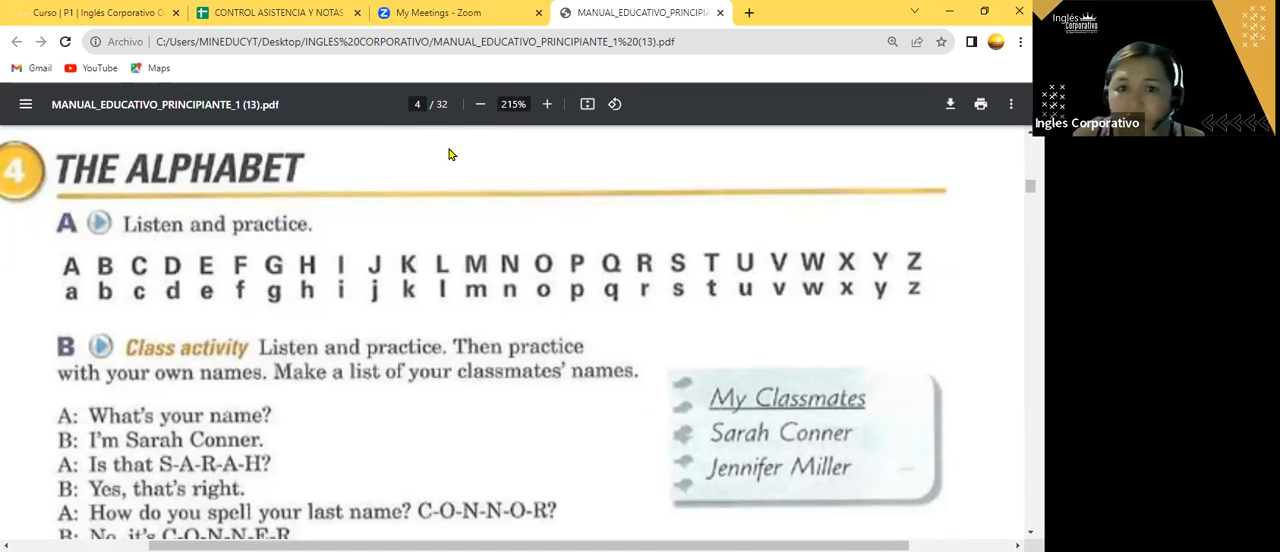 Curso | P1 | Inglés Corporativo O
CONTROL ASISTENCIA Y NOTAS
My Meetings - Zoom
MANUAL_EDUCATIVO_PRINCIPIA
Archivo
C:/Users/MINEDUCYT/Desktop/INGLES%20CORPORATIVO/MANUAL_EDUCATIVO_PRINCIPIANTE_1%20(13).pdf
Gmail YouTube Maps
MANUAL_EDUCATIVO_PRINCIPIANTE_1 (13).pdf
4 / 32
215%
Inglés
Corporativo
Ingles Corporativo
4 THE ALPHABET
A Listen and practice.
A B C D E F G H I J K L M N O P Q R S T U V W X Y Z
a b c d e f g h i j k l m n o p q r s t u v w x y z
B Class activity Listen and practice. Then practice
with your own names. Make a list of your classmates' names.
A: What's your name?
B: I'm Sarah Conner.
A: Is that S-A-R-A-H?
B: Yes, that's right.
A: How do you spell your last name? C-O-N-N-O-R?
B: No, it's C-O-N-N-E-R
My Classmates
Sarah Conner
Jennifer Miller